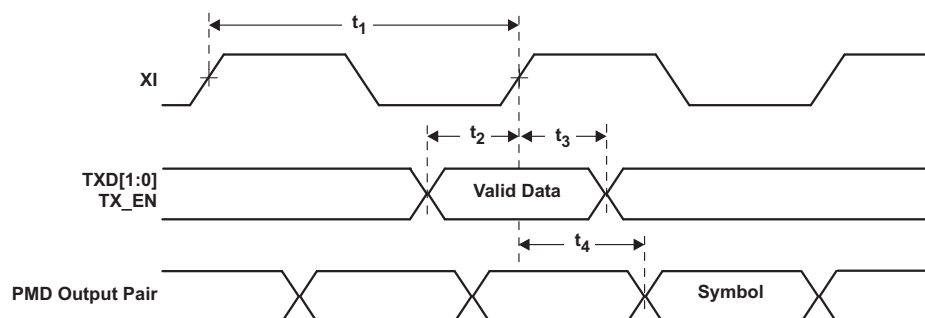 t1
XI
t2
t3
TXD[1:0]
TX_EN
Valid Data
t4
PMD Output Pair
Symbol